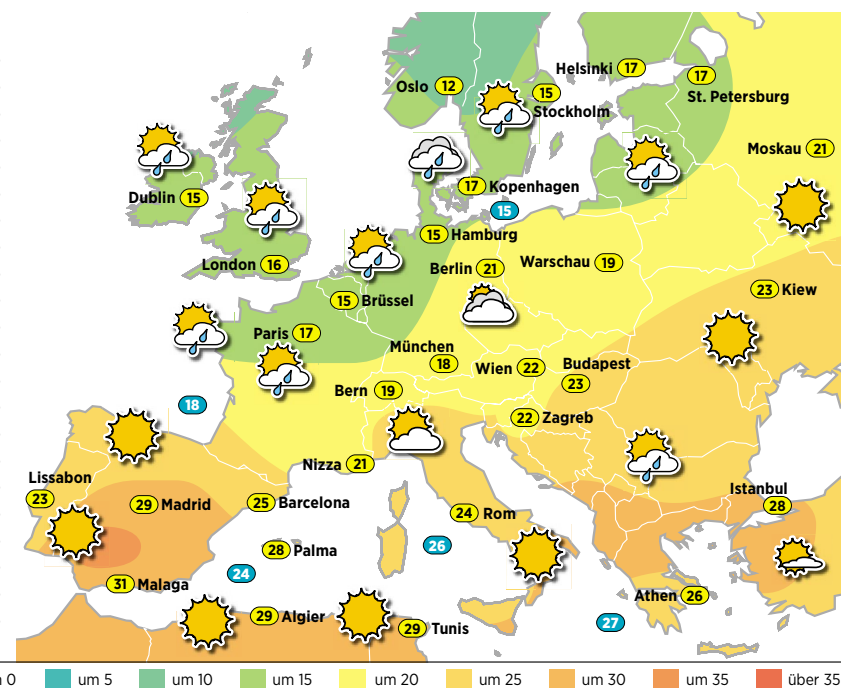 Helsinki 17
17
St. Petersburg
Oslo 12
15
Stockholm
Moskau 21
17 Kopenhagen
Dublin 15
15
15 Hamburg
London 16
Berlin 21
Warschau 19
23 Kiew
15 Brüssel
Paris 17
München
18
Wien 22
Budapest
23
Bern 19
18
22 Zagreb
Nizza 21
Lissabon
23
29 Madrid
25 Barcelona
24 Rom
Istanbul
28
28 Palma
26
24
31 Malaga
Athen 26
29 Algier
29 Tunis
27
0
um 5
um 10
um 15
um 20
um 25
um 30
um 35
über 35